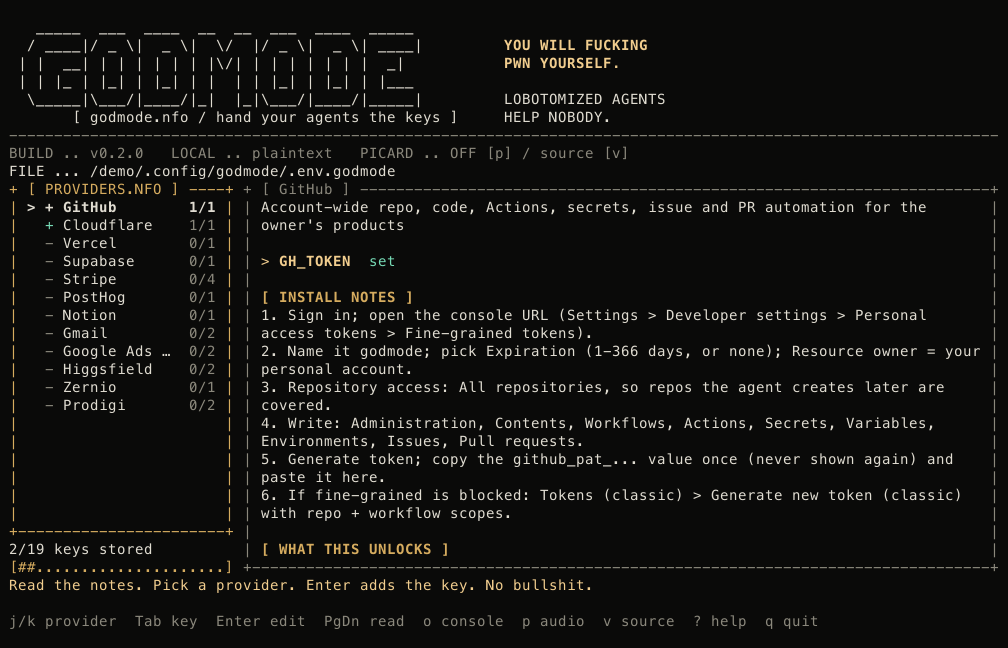 GODMODE
YOU WILL FUCKING
PWN YOURSELF.
LOBOTOMIZED AGENTS
[ godmode.nfo / hand your agents the keys ]
HELP NOBODY.
BUILD .. v0.2.0 LOCAL .. plaintext PICARD .. OFF [p] / source [v]
FILE ... /demo/.config/godmode/.env.godmode
[ PROVIDERS.NFO ]
> + GitHub 1/1
+ Cloudflare 1/1
− Vercel 0/1
− Supabase 0/1
− Stripe 0/4
− PostHog 0/1
− Notion 0/1
− Gmail 0/2
− Google Ads … 0/2
− Higgsfield 0/2
− Zernio 0/1
− Prodigi 0/2
2/19 keys stored
[##......................]
[ GitHub ]
Account-wide repo, code, Actions, secrets, issue and PR automation for the
owner's products
> GH_TOKEN set
[ INSTALL NOTES ]
1. Sign in; open the console URL (Settings > Developer settings > Personal
access tokens > Fine-grained tokens).
2. Name it godmode; pick Expiration (1-366 days, or none); Resource owner = your
personal account.
3. Repository access: All repositories, so repos the agent creates later are
covered.
4. Write: Administration, Contents, Workflows, Actions, Secrets, Variables,
Environments, Issues, Pull requests.
5. Generate token; copy the github_pat_... value once (never shown again) and
paste it here.
6. If fine-grained is blocked: Tokens (classic) > Generate new token (classic)
with repo + workflow scopes.
[ WHAT THIS UNLOCKS ]
Read the notes. Pick a provider. Enter adds the key. No bullshit.
j/k provider Tab key Enter edit PgDn read o console p audio v source ? help q quit